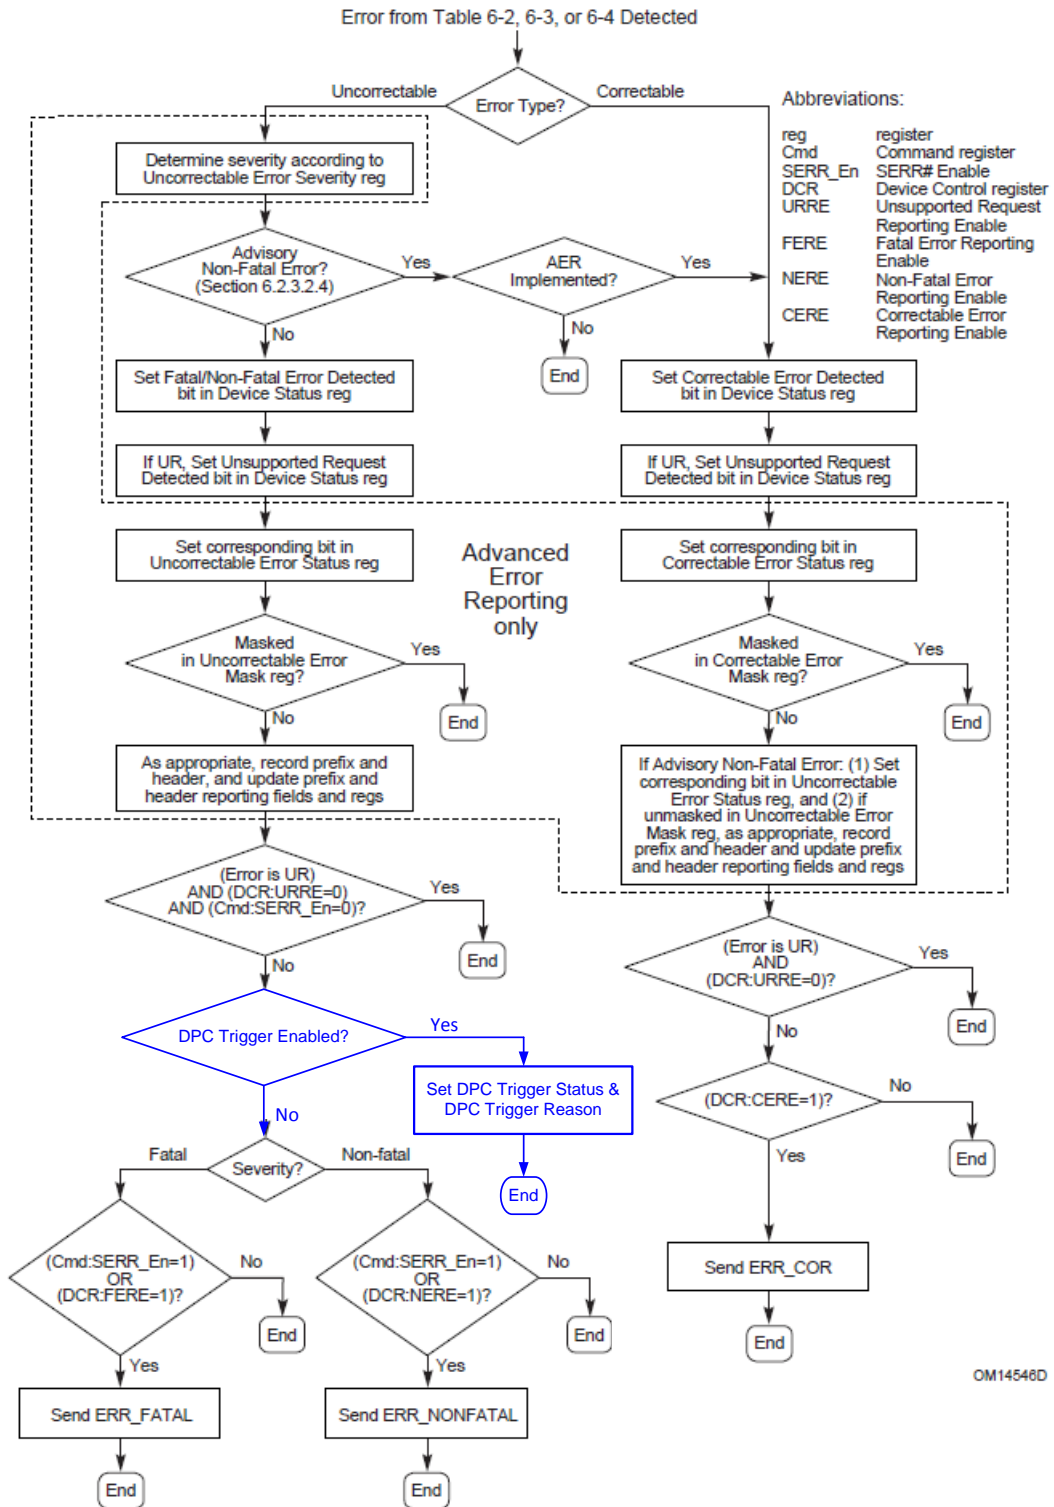 Error from Table 6-2, 6-3, or 6-4 Detected
Uncorrectable
Error Type?
Correctable
Abbreviations:
reg register
Cmd Command register
SERR_En SERR# Enable
DCR Device Control register
URRE Unsupported Request
Reporting Enable
FERE Fatal Error Reporting
Enable
NERE Non-Fatal Error
Reporting Enable
CERE Correctable Error
Reporting Enable
Determine severity according to
Uncorrectable Error Severity reg
Advisory
Non-Fatal Error?
(Section 6.2.3.2.4)
Yes
AER
Implemented?
Yes
No
No
End
Set Fatal/Non-Fatal Error Detected
bit in Device Status reg
Set Correctable Error Detected
bit in Device Status reg
If UR, Set Unsupported Request
Detected bit in Device Status reg
If UR, Set Unsupported Request
Detected bit in Device Status reg
Set corresponding bit in
Uncorrectable Error Status reg
Advanced
Error
Reporting
only
Set corresponding bit in
Correctable Error Status reg
Masked
in Uncorrectable Error
Mask reg?
Yes
End
No
Masked
in Correctable Error
Mask reg?
Yes
End
No
As appropriate, record prefix and
header, and update prefix and
header reporting fields and regs
If Advisory Non-Fatal Error: (1) Set
corresponding bit in Uncorrectable
Error Status reg, and (2) if
unmasked in Uncorrectable Error
Mask reg, as appropriate, record
prefix and header and update prefix
and header reporting fields and regs
(Error is UR)
AND (DCR:URRE=0)
AND (Cmd:SERR_En=0)?
Yes
End
No
(Error is UR)
AND
(DCR:URRE=0)?
Yes
End
No
DPC Trigger Enabled?
Yes
Set DPC Trigger Status &
DPC Trigger Reason
End
No
(DCR:CERE=1)?
No
End
Yes
Fatal
Severity?
Non-fatal
(Cmd:SERR_En=1)
OR
(DCR:FERE=1)?
No
End
Yes
(Cmd:SERR_En=1)
OR
(DCR:NERE=1)?
No
End
Yes
Send ERR_COR
End
Send ERR_FATAL
End
Send ERR_NONFATAL
End
OM14546D